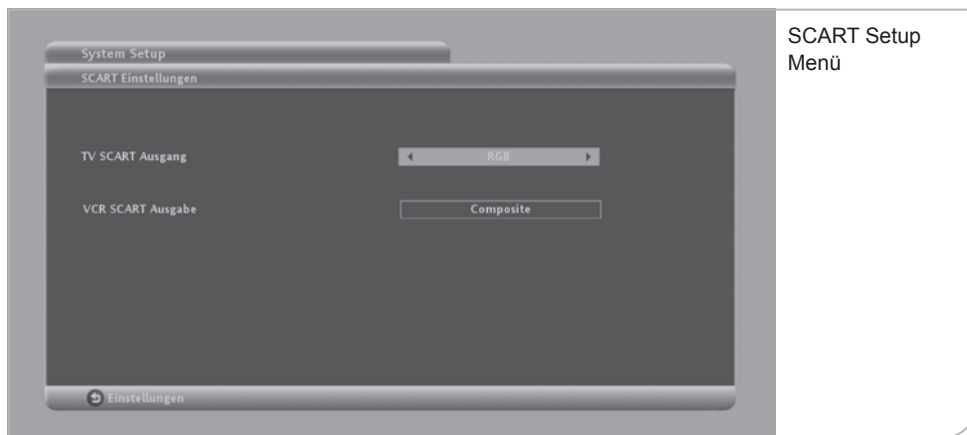 System Setup
SCART Einstellungen
TV SCART Ausgang
RGB
VCR SCART Ausgabe
Composite
Einstellungen
SCART Setup
Menü